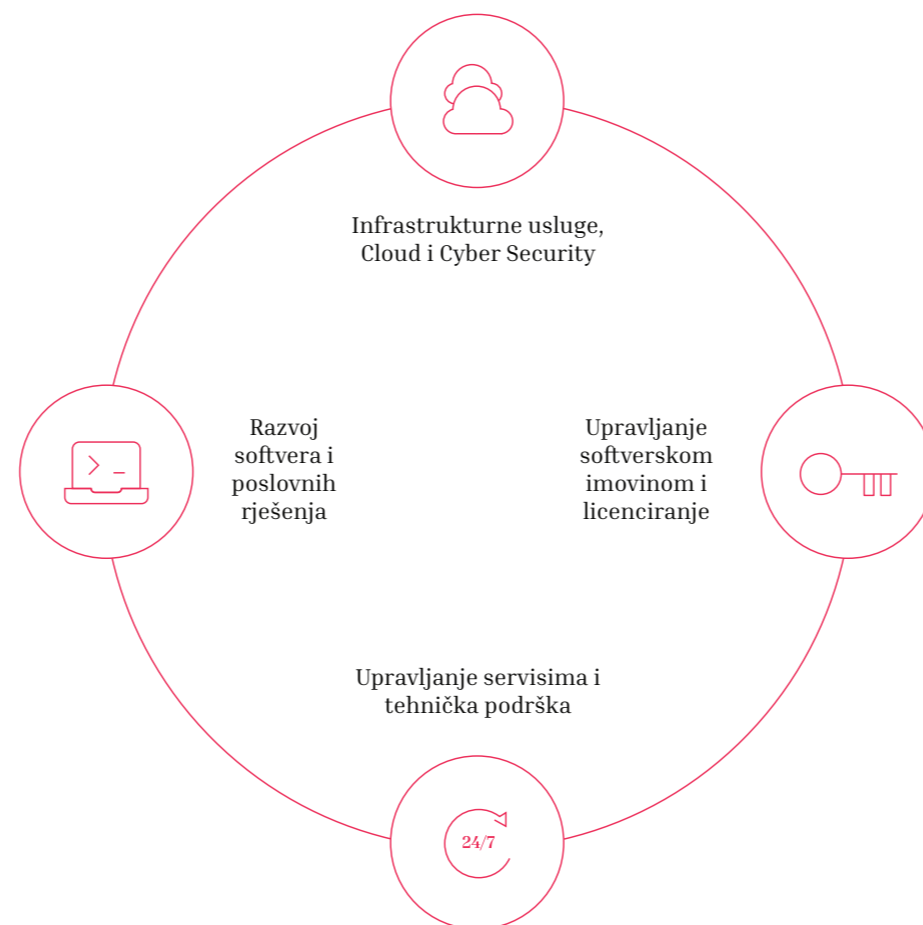 Infrastrukturne usluge,
Cloud i Cyber Security
Razvoj
softvera i
poslovnih
rješenja
Upravljanje
softverskom
imovinom i
licenciranje
Upravljanje servisima i
tehnička podrška
24/7